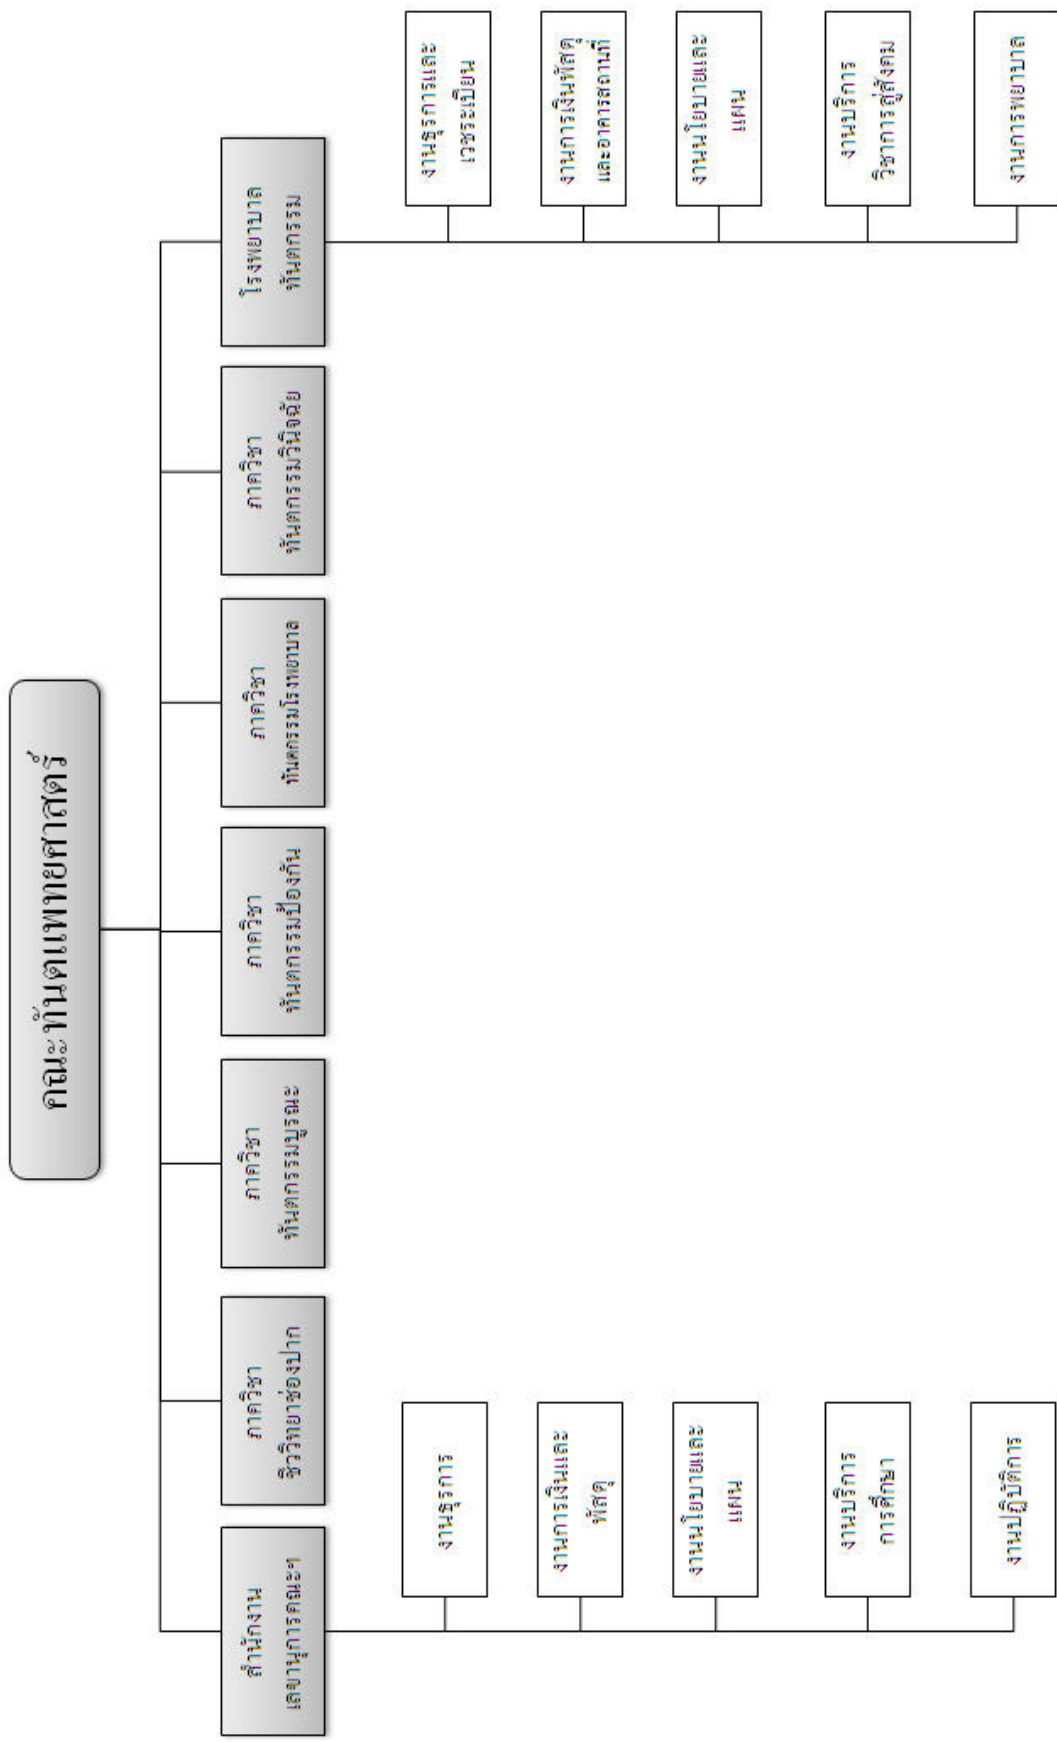 คณะทันตแพทยศาสตร์
สำนักงาน
เลขานุการคณะฯ
ภาควิชา
ชีววิทยาช่องปาก
ภาควิชา
ทันตกรรมบูรณะ
ภาควิชา
ทันตกรรมป้องกัน
ภาควิชา
ทันตกรรมโรงพยาบาล
ภาควิชา
ทันตกรรมวินิจฉัย
โรงพยาบาล
ทันตกรรม
งานธุรการ
งานการเงินและ
พัสดุ
งานนโยบายและ
แผน
งานบริการ
การศึกษา
งานปฏิบัติการ
งานธุรการและ
เวชระเบียน
งานการเงินพัสดุ
และอาคารสถานที่
งานนโยบายและ
แผน
งานบริการ
วิชาการสู่สังคม
งานการพยาบาล